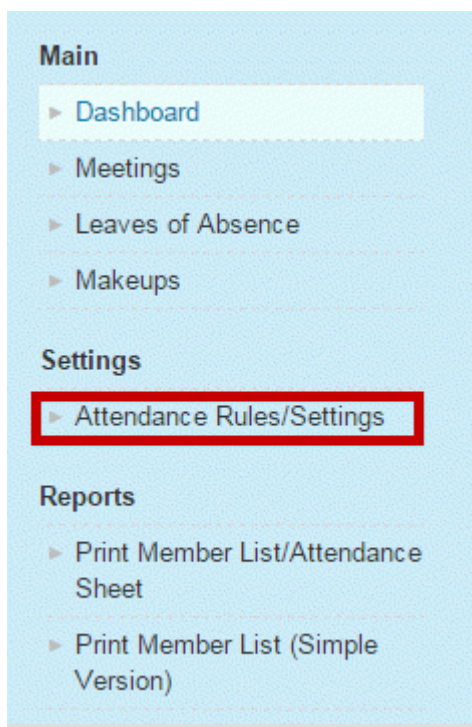 Main
Dashboard
Meetings
Leaves of Absence
Makeups
Settings
Attendance Rules/Settings
Reports
Print Member List/Attendance
Sheet
Print Member List (Simple
Version)